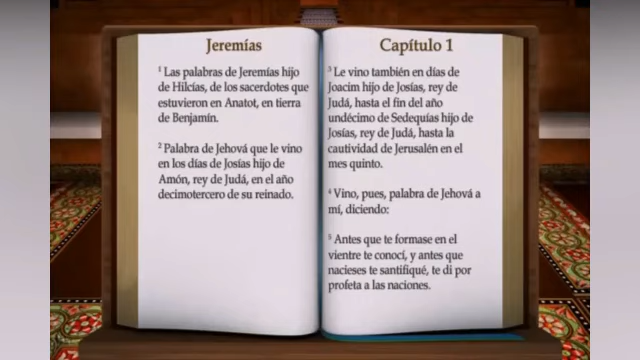 Jeremías
¹ Las palabras de Jeremías hijo
de Hilcías, de los sacerdotes que
estuvieron en Anatot, en tierra
de Benjamín.
² Palabra de Jehová que le vino
en los días de Josías hijo de
Amón, rey de Judá, en el año
decimotercero de su reinado.
Capítulo 1
³ Le vino también en días de
Joacim hijo de Josías, rey de
Judá, hasta el fin del año
undécimo de Sedequías hijo de
Josías, rey de Judá, hasta la
cautividad de Jerusalén en el
mes quinto.
⁴ Vino, pues, palabra de Jehová a
mí, diciendo:
⁵ Antes que te formase en el
vientre te conocí, y antes que
nacieses te santifiqué, te di por
profeta a las naciones.